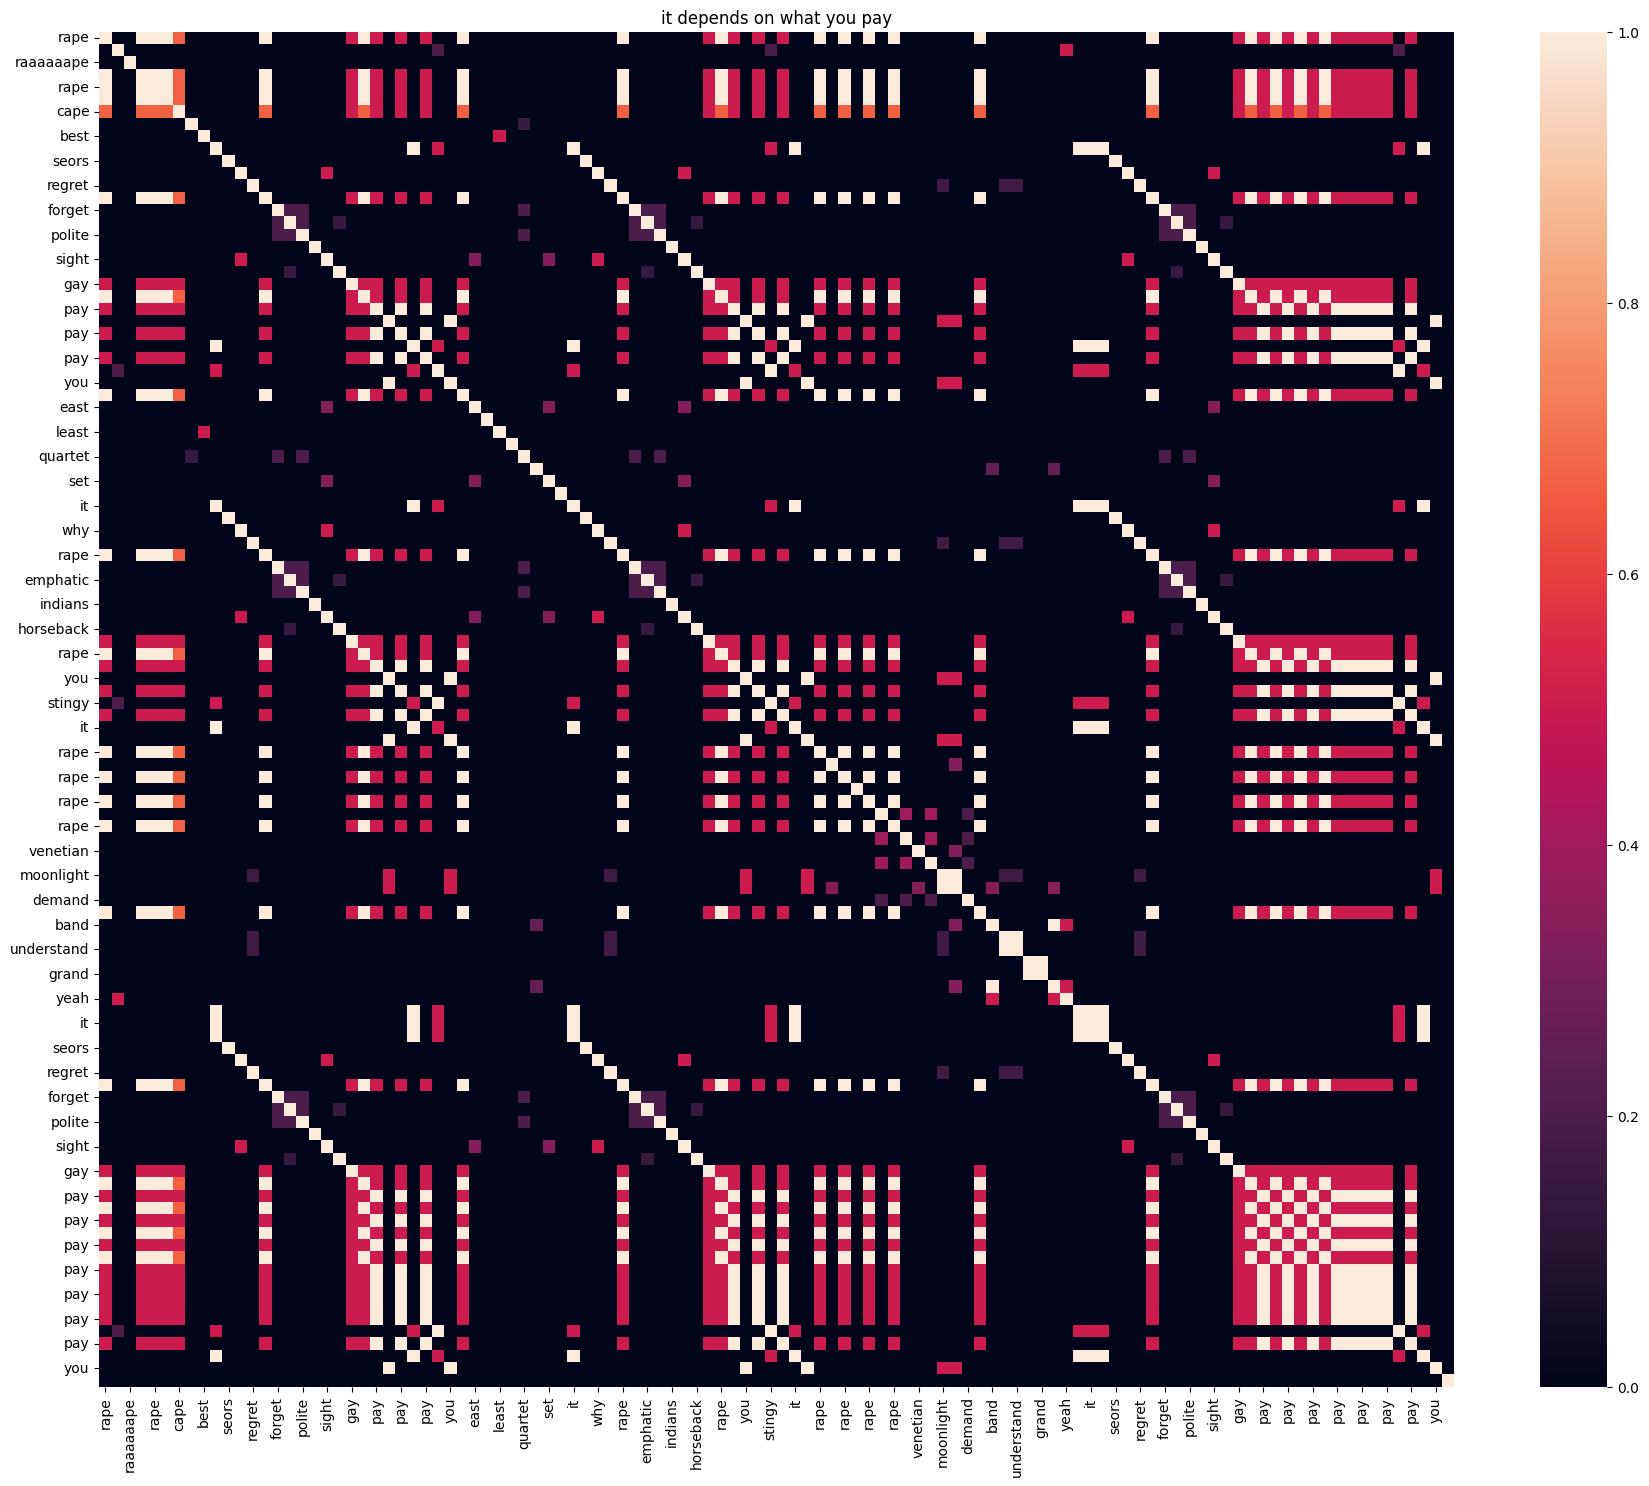 it depends on what you pay
rape
raaaaaape
rape
cape
best
seors
regret
forget
polite
sight
gay
pay
pay
pay
you
east
least
quartet
set
it
why
rape
emphatic
indians
horseback
rape
you
stingy
it
rape
rape
rape
rape
venetian
moonlight
demand
band
understand
grand
yeah
it
seors
regret
forget
polite
sight
gay
pay
pay
pay
pay
pay
pay
pay
you
1.0
0.8
0.6
0.4
0.2
0.0
rape
raaaaaape
rape
cape
best
seors
regret
forget
polite
sight
gay
pay
pay
pay
you
east
least
quartet
set
it
why
rape
emphatic
indians
horseback
rape
you
stingy
it
rape
rape
rape
rape
venetian
moonlight
demand
band
understand
grand
yeah
it
seors
regret
forget
polite
sight
gay
pay
pay
pay
pay
pay
pay
pay
you